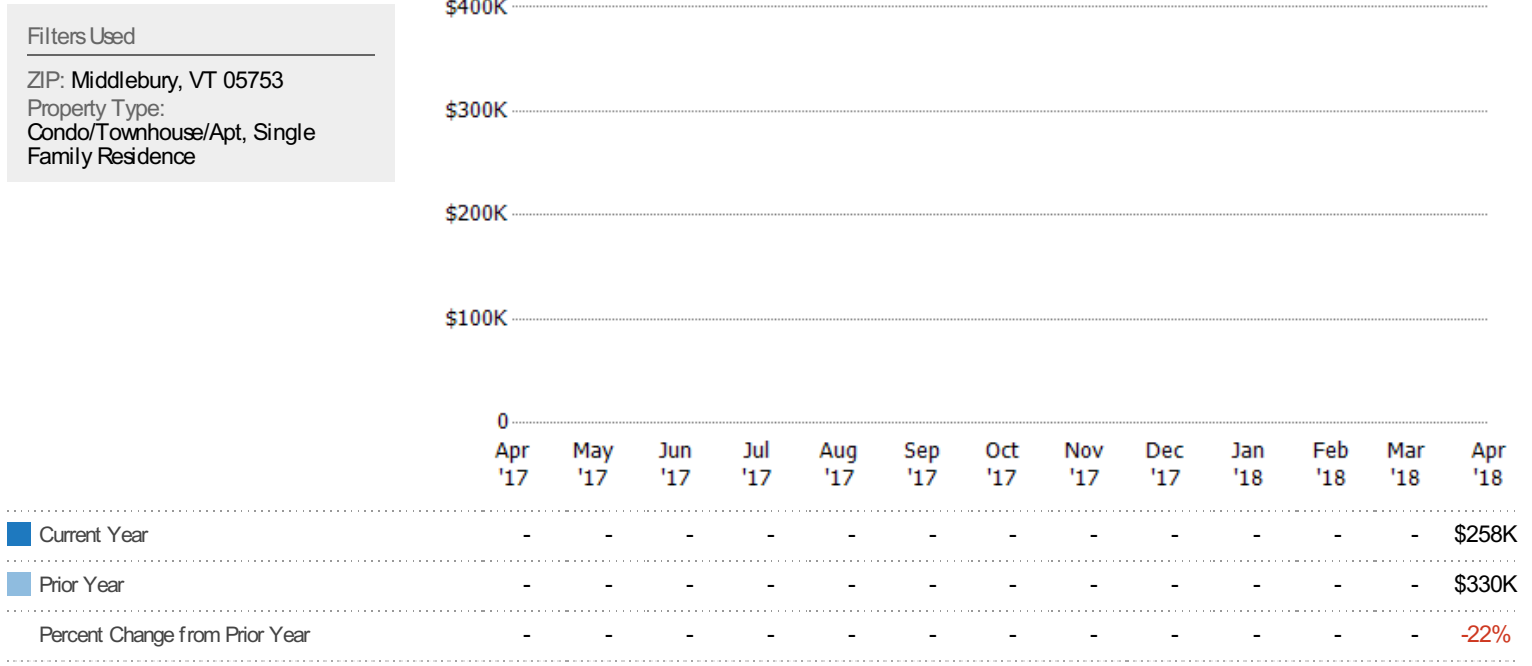 Filters Used
ZIP: Middlebury, VT 05753
Property Type:
Condo/Townhouse/Apt, Single
Family Residence
$400K
$300K
$200K
$100K
0
Apr May Jun Jul Aug Sep Oct Nov Dec Jan Feb Mar Apr
'17 '17 '17 '17 '17 '17 '17 '17 '17 '18 '18 '18 '18
Current Year - - - - - - - - - - - - $258K
Prior Year - - - - - - - - - - - - $330K
Percent Change from Prior Year - - - - - - - - - - - - -22%